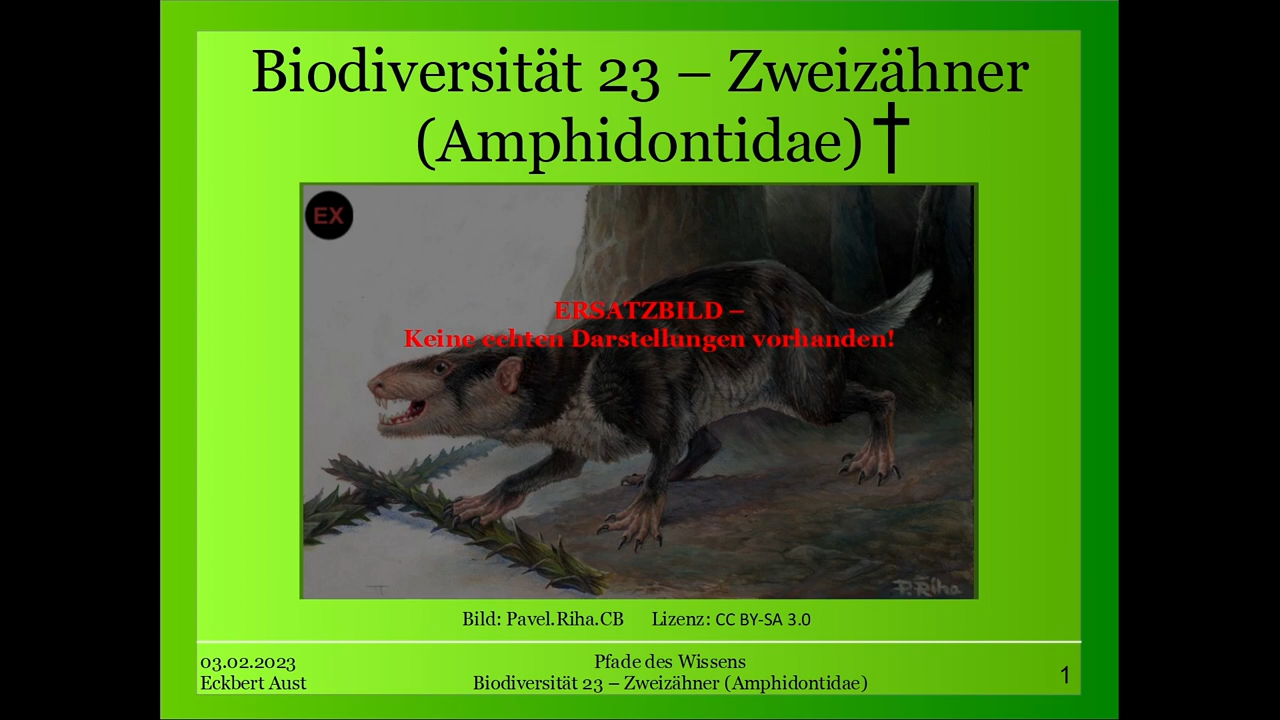 Biodiversität 23 – Zweizähner
(Amphidontidae)†
EX
ERSATZBILD –
Keine echten Darstellungen vorhanden!
P.Říha
Bild: Pavel.Riha.CB Lizenz: CC BY-SA 3.0
03.02.2023
Eckbert Aust
Pfade des Wissens
Biodiversität 23 – Zweizähner (Amphidontidae)
1